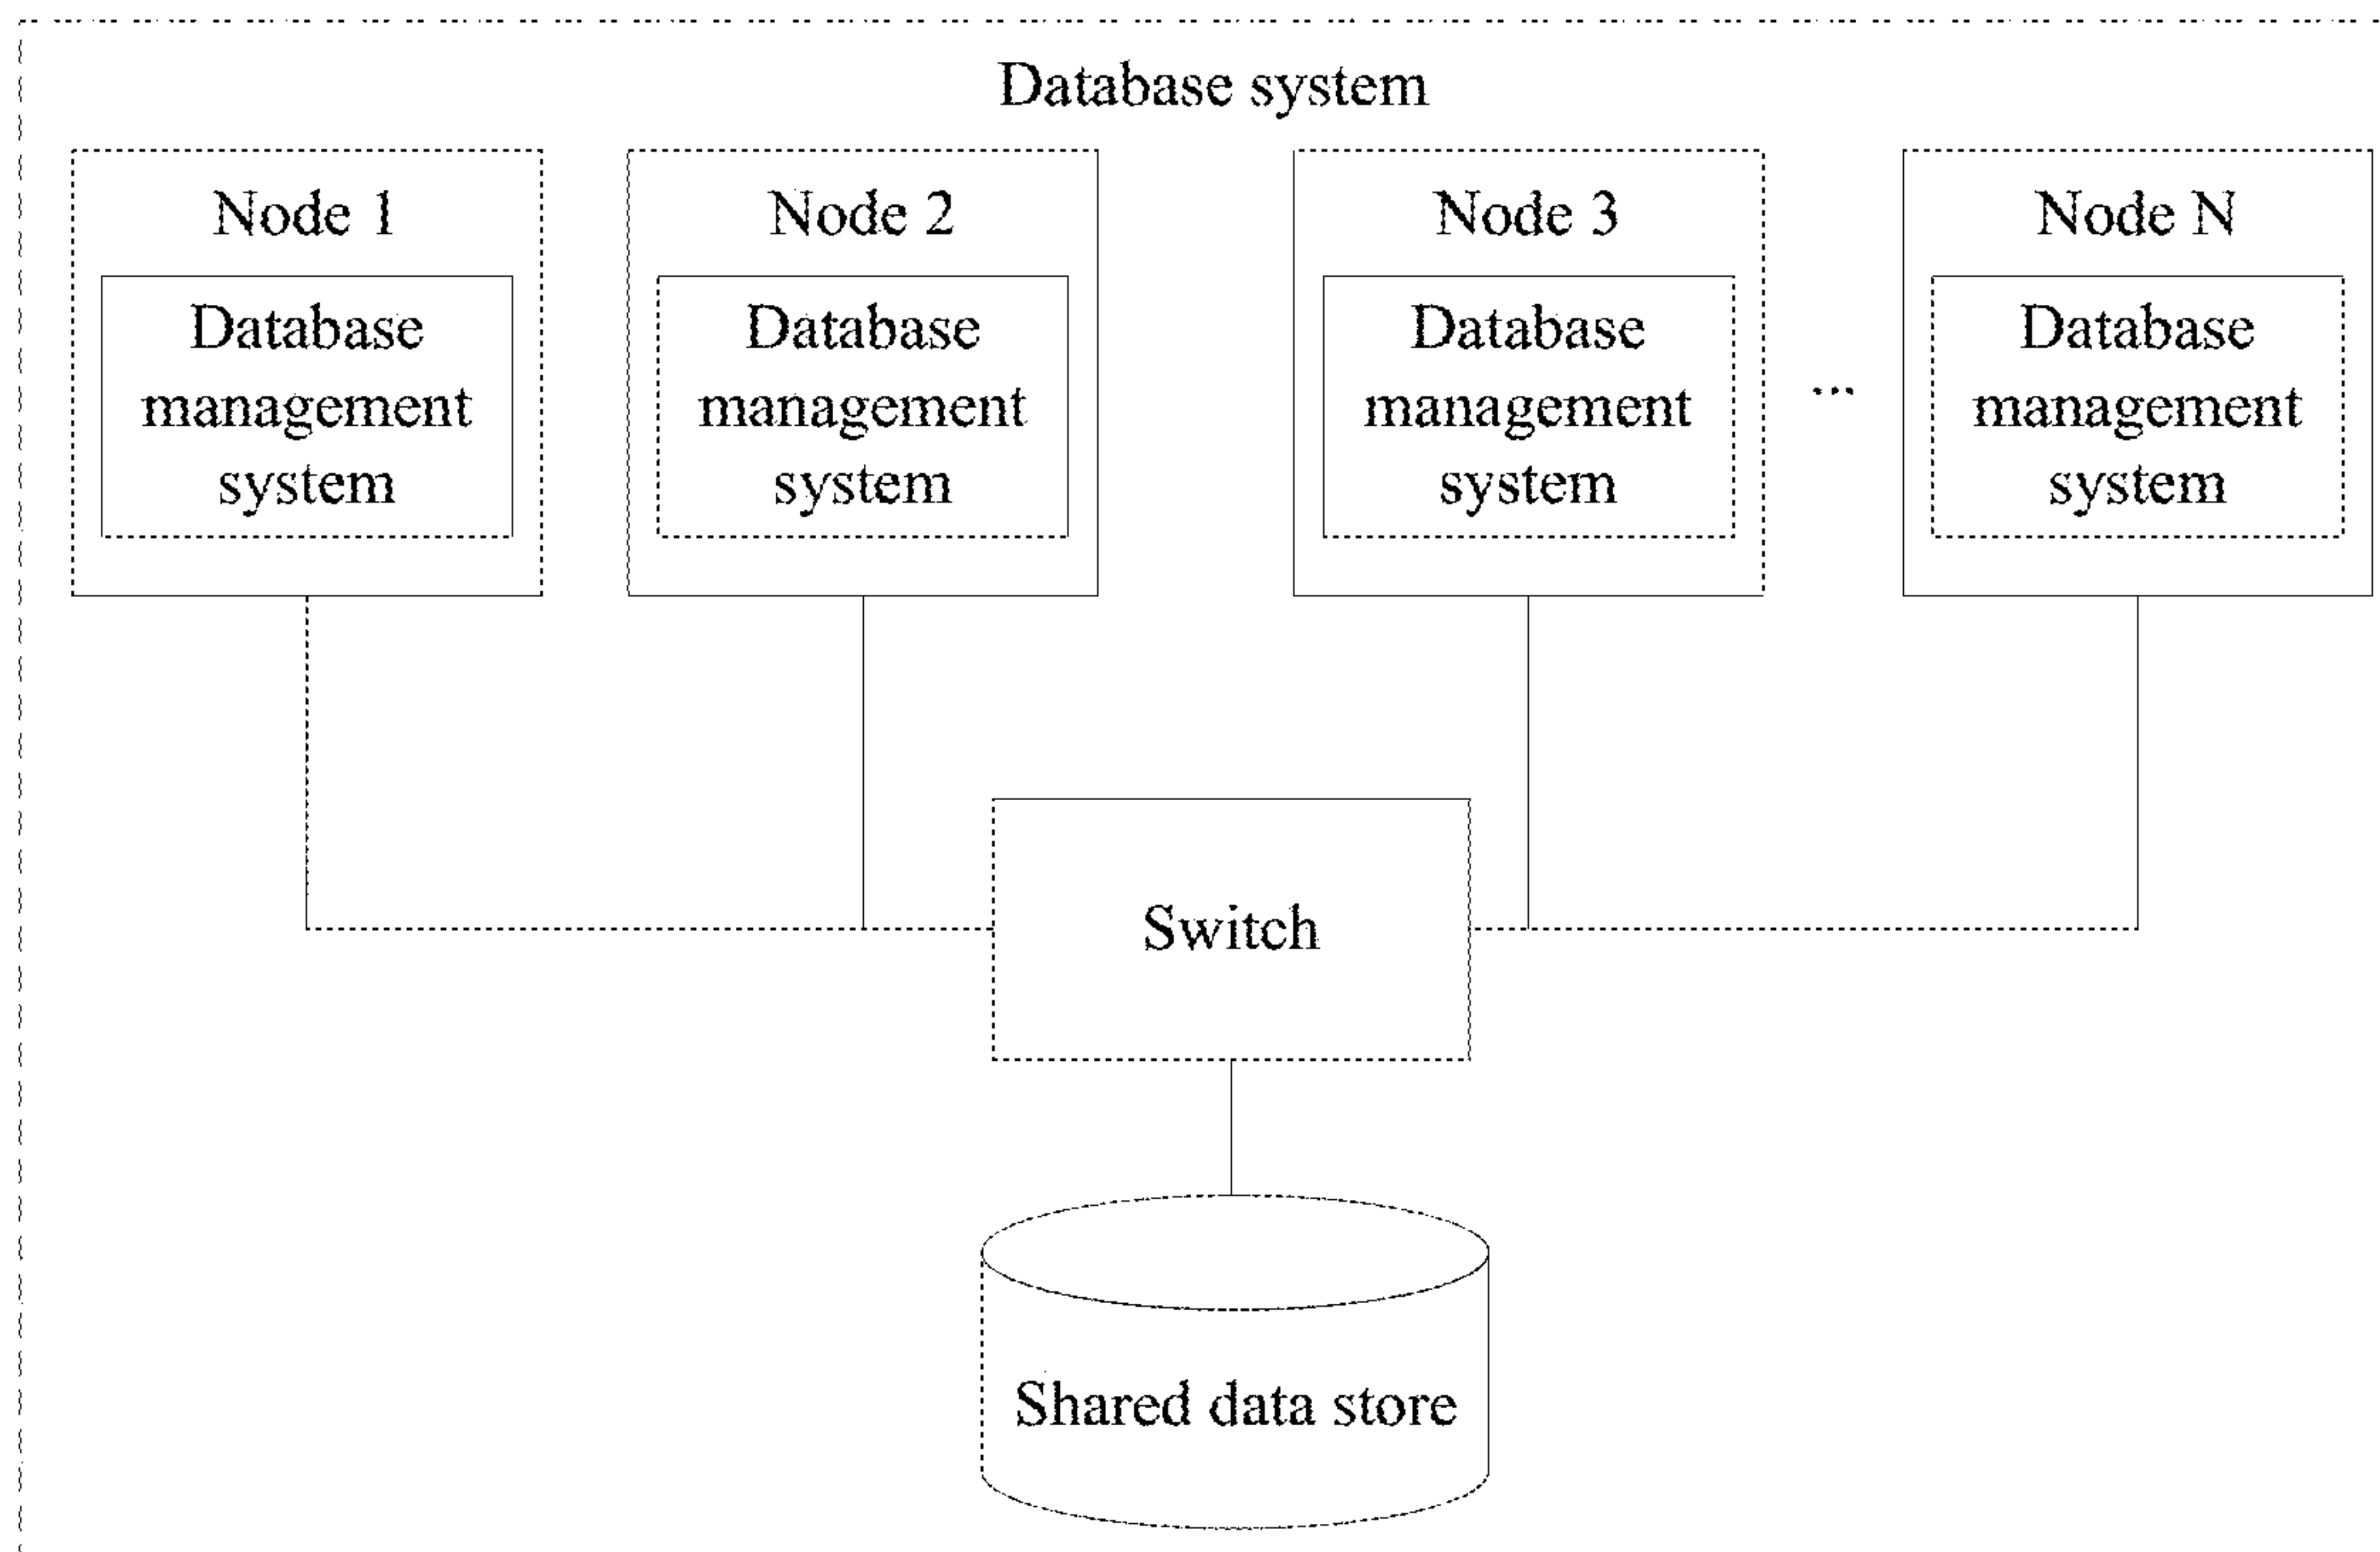 Database system
Node 1
Database
management
system
Node 2
Database
management
system
Node 3
Database
management
system
...
Node N
Database
management
system
Switch
Shared data store